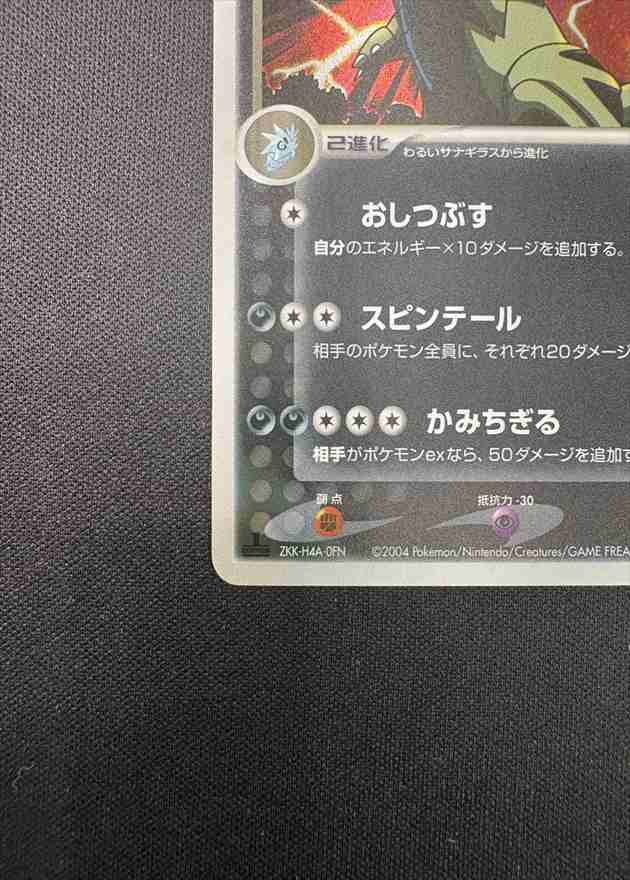 2進化
わるいサナギラスから進化
おしつぶす
自分のエネルギー×10ダメージを追加する。
スピンテール
相手のポケモン全員に、それぞれ20ダメージ
かみちぎる
相手がポケモンexなら、50ダメージを追加す
弱点
抵抗力 -30
ZKK-H4A-0FN
©2004 Pokémon/Nintendo/Creatures/GAME FREA